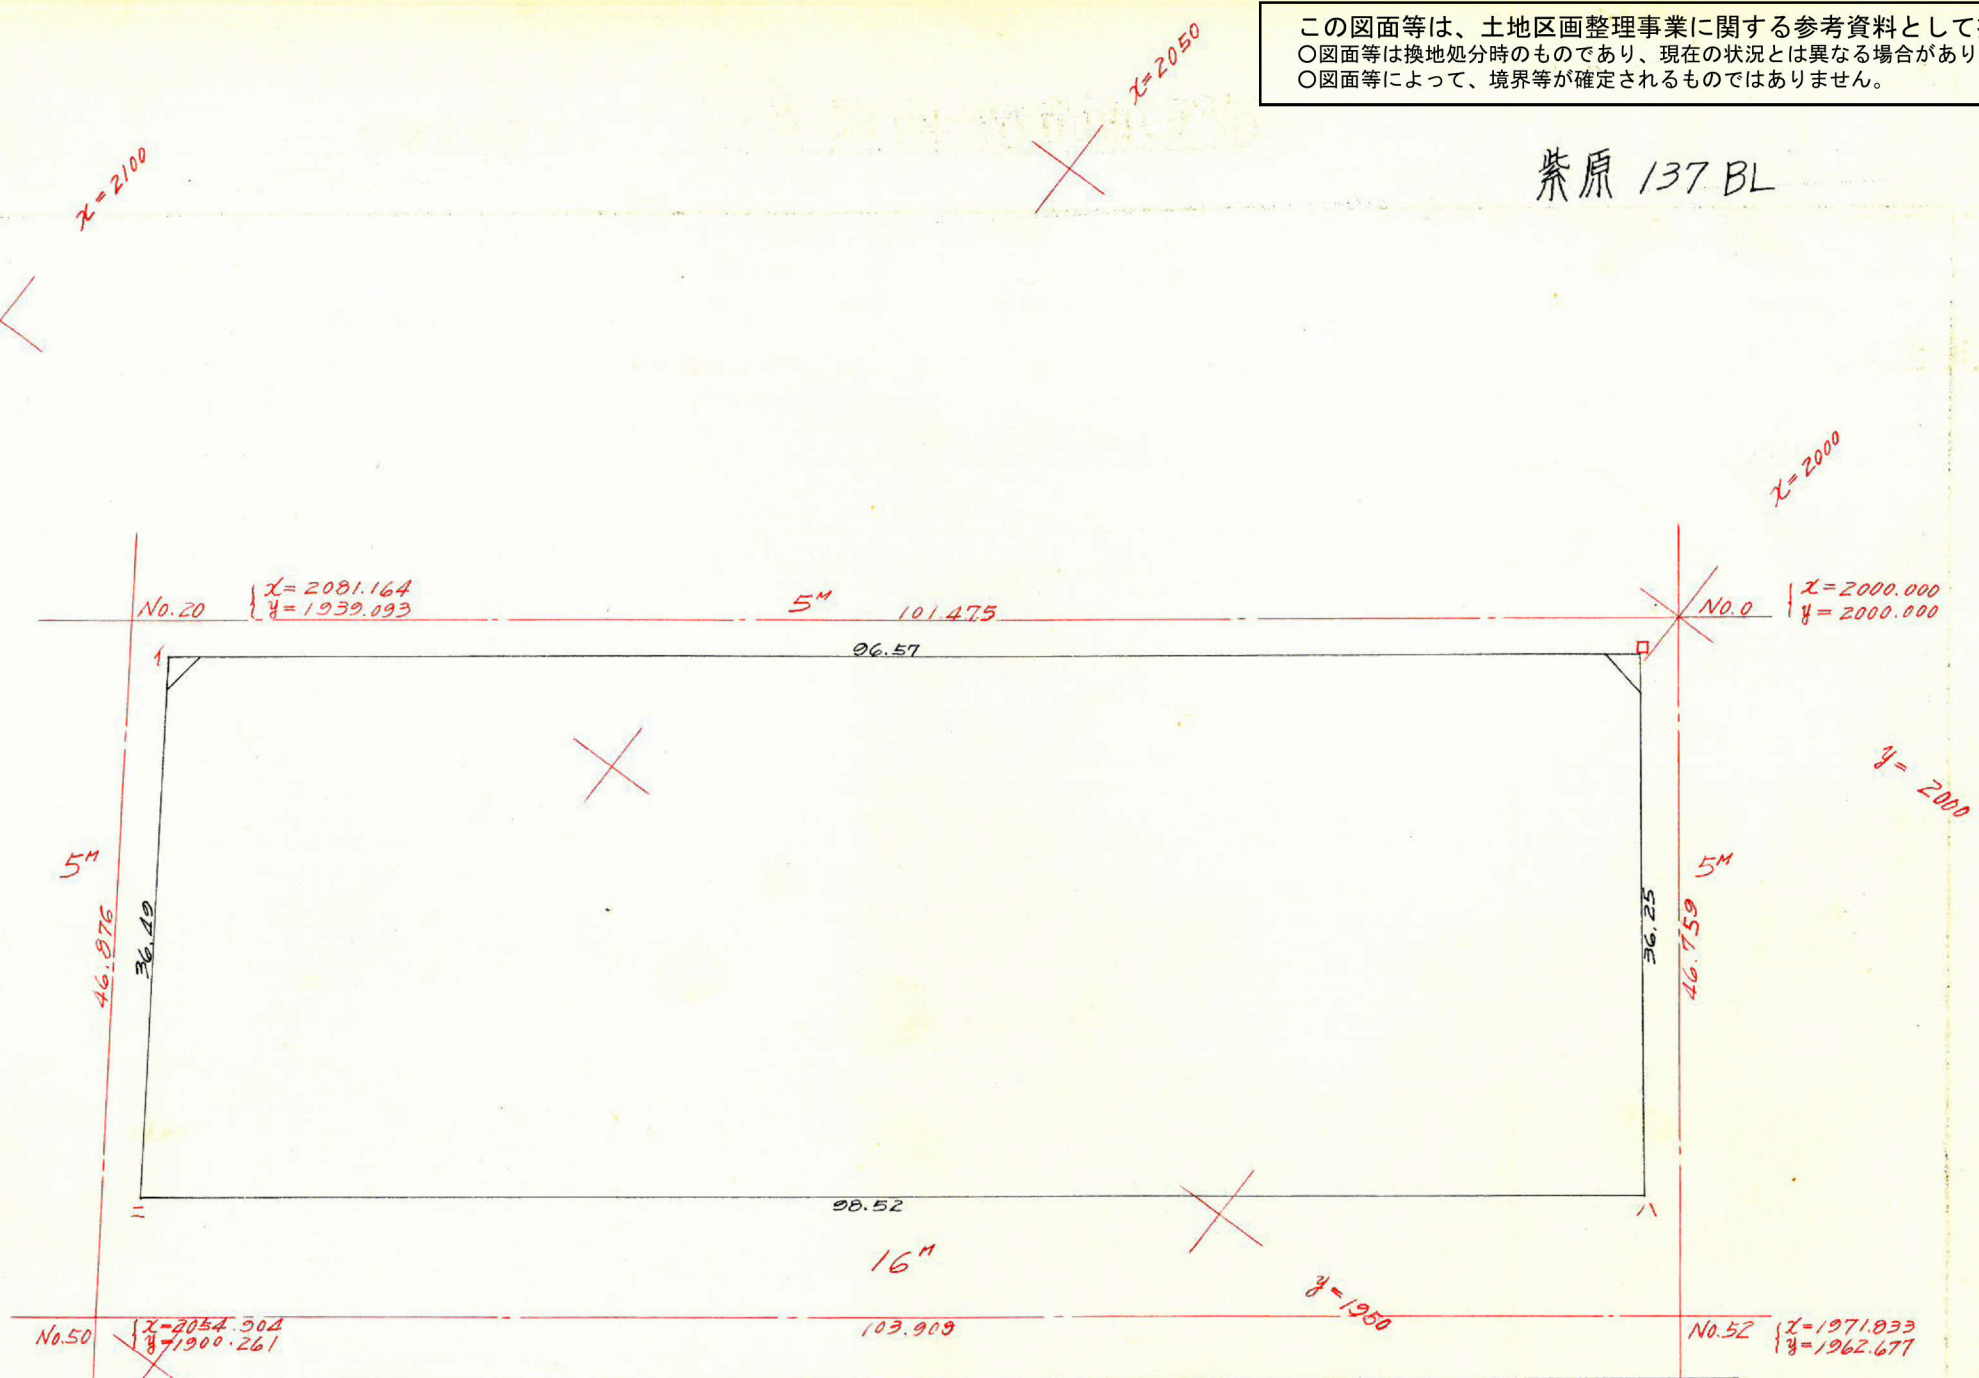 この図面等は、土地区画整理事業に関する参考資料として
〇図面等は換地処分時のものであり、現在の状況とは異なる場合があり
〇図面等によって、境界等が確定されるものではありません。
x=2050
x=2100
紫原 137 BL
x=2000
No.20
x=2081.164
y=1939.093
5M
101.475
No.0
x=2000.000
y=2000.000
イ
96.57
ロ
y=2000
5M
46.876
36.49
36.25
5M
46.759
ニ
98.52
ハ
16M
y=1950
No.50
x=2054.904
y=1900.261
103.909
No.52
x=1971.833
y=1962.677